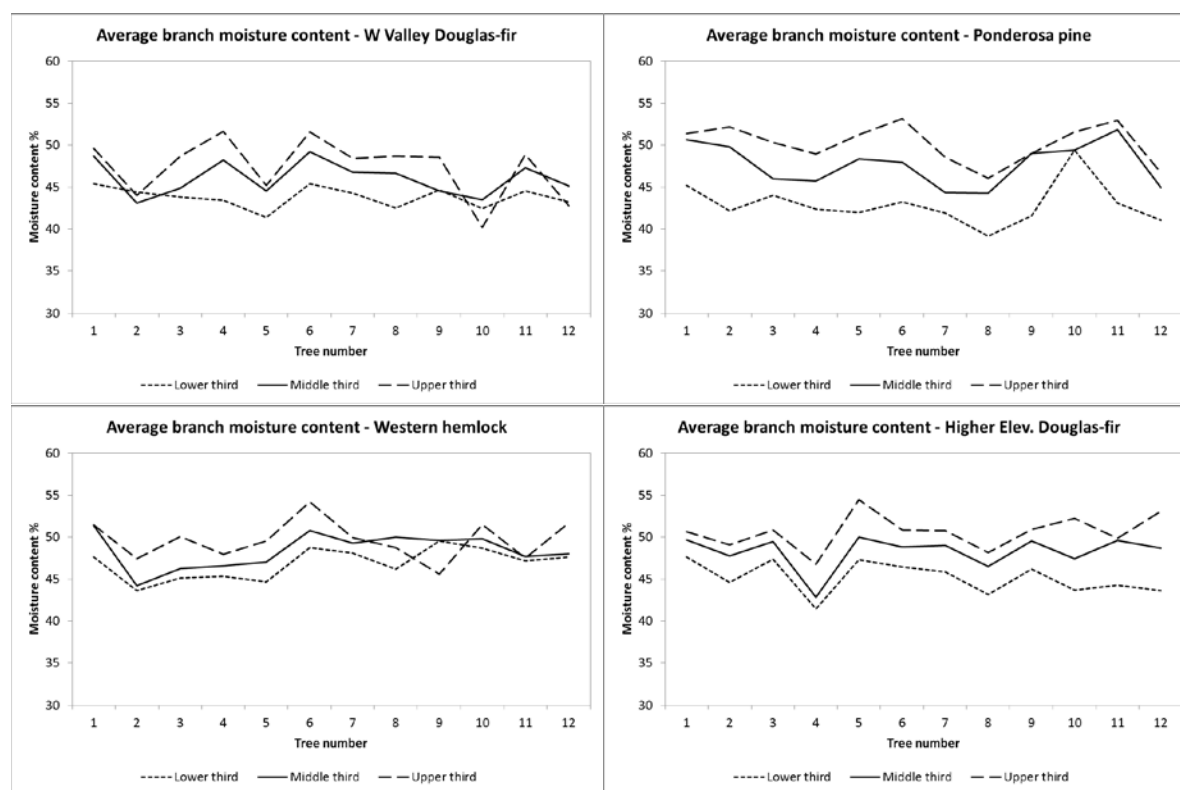 Average branch moisture content - W Valley Douglas-fir
60
55
50
45
40
35
30
Moisture content %
1 2 3 4 5 6 7 8 9 10 11 12
Tree number
Lower third Middle third Upper third
Average branch moisture content - Ponderosa pine
60
55
50
45
40
35
30
Moisture content %
1 2 3 4 5 6 7 8 9 10 11 12
Tree number
Lower third Middle third Upper third
Average branch moisture content - Western hemlock
60
55
50
45
40
35
30
Moisture content %
1 2 3 4 5 6 7 8 9 10 11 12
Tree number
Lower third Middle third Upper third
Average branch moisture content - Higher Elev. Douglas-fir
60
55
50
45
40
35
30
Moisture content %
1 2 3 4 5 6 7 8 9 10 11 12
Tree number
Lower third Middle third Upper third